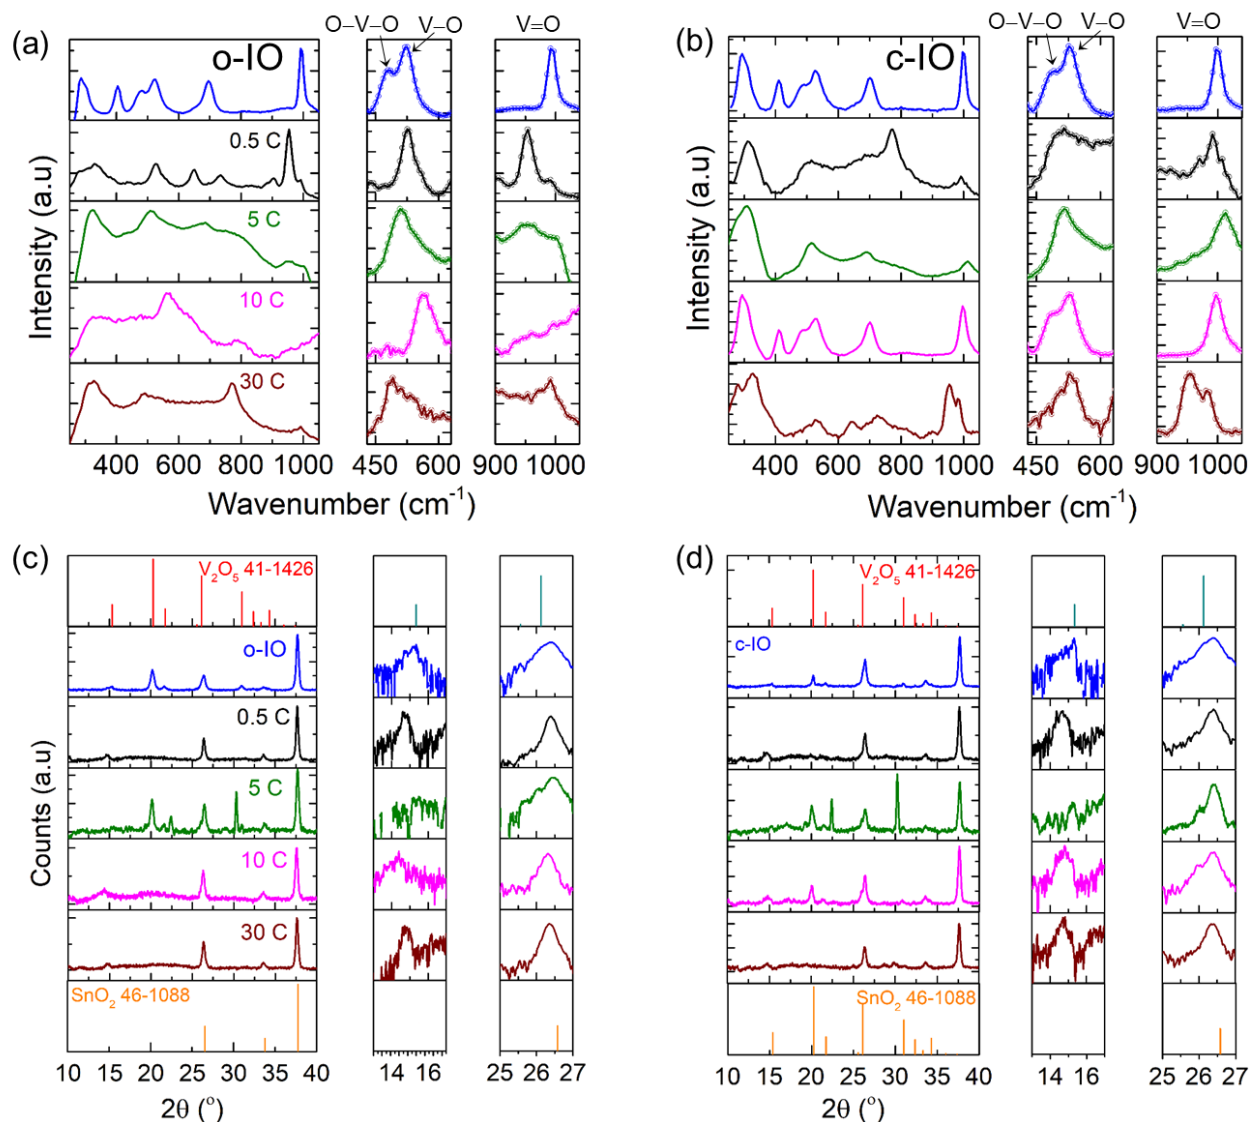 (a)
O–V–O V–O V=O
o-IO
0.5 C
5 C
10 C
30 C
Intensity (a.u)
400 600 800 1000 450 600 900 1000
Wavenumber (cm⁻¹)
(b)
O–V–O V–O V=O
c-IO
Intensity (a.u)
400 600 800 1000 450 600 900 1000
Wavenumber (cm⁻¹)
(c)
V₂O₅ 41-1426
o-IO
0.5 C
5 C
10 C
30 C
SnO₂ 46-1088
Counts (a.u)
10 15 20 25 30 35 40 14 16 25 26 27
2θ (°)
(d)
V₂O₅ 41-1426
c-IO
SnO₂ 46-1088
10 15 20 25 30 35 40 14 16 25 26 27
2θ (°)